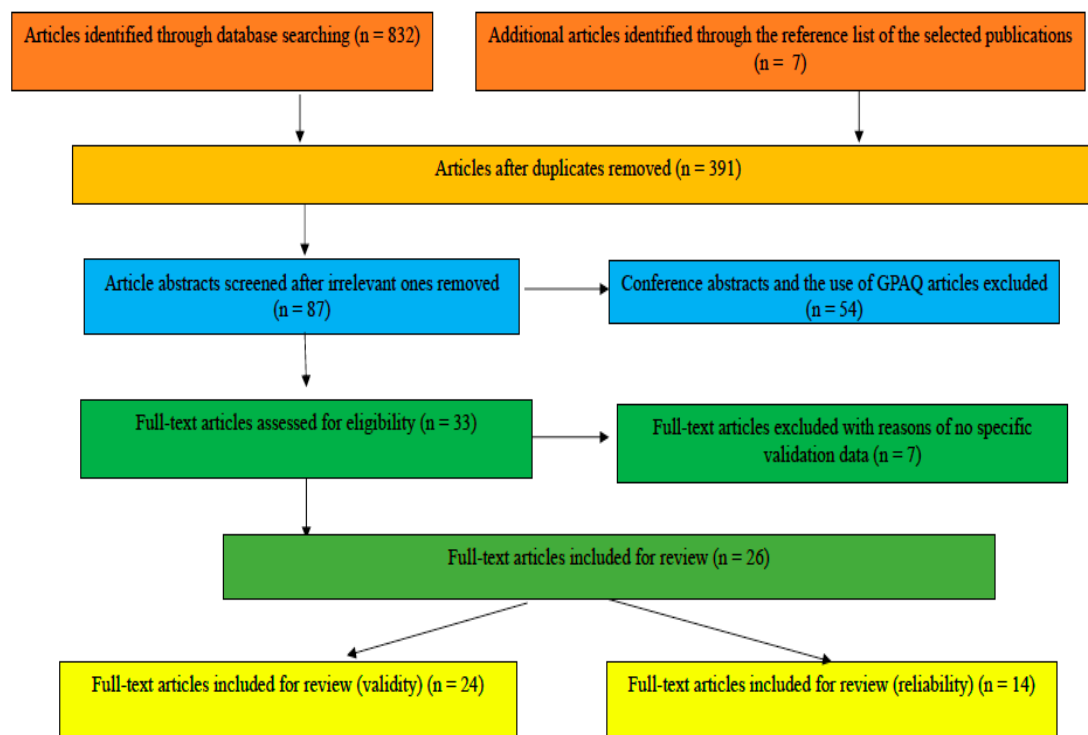 Articles identified through database searching (n = 832)
Additional articles identified through the reference list of the selected publications
(n = 7)
Articles after duplicates removed (n = 391)
Article abstracts screened after irrelevant ones removed
(n = 87)
Conference abstracts and the use of GPAQ articles excluded
(n = 54)
Full-text articles assessed for eligibility (n = 33)
Full-text articles excluded with reasons of no specific
validation data (n = 7)
Full-text articles included for review (n = 26)
Full-text articles included for review (validity) (n = 24)
Full-text articles included for review (reliability) (n = 14)